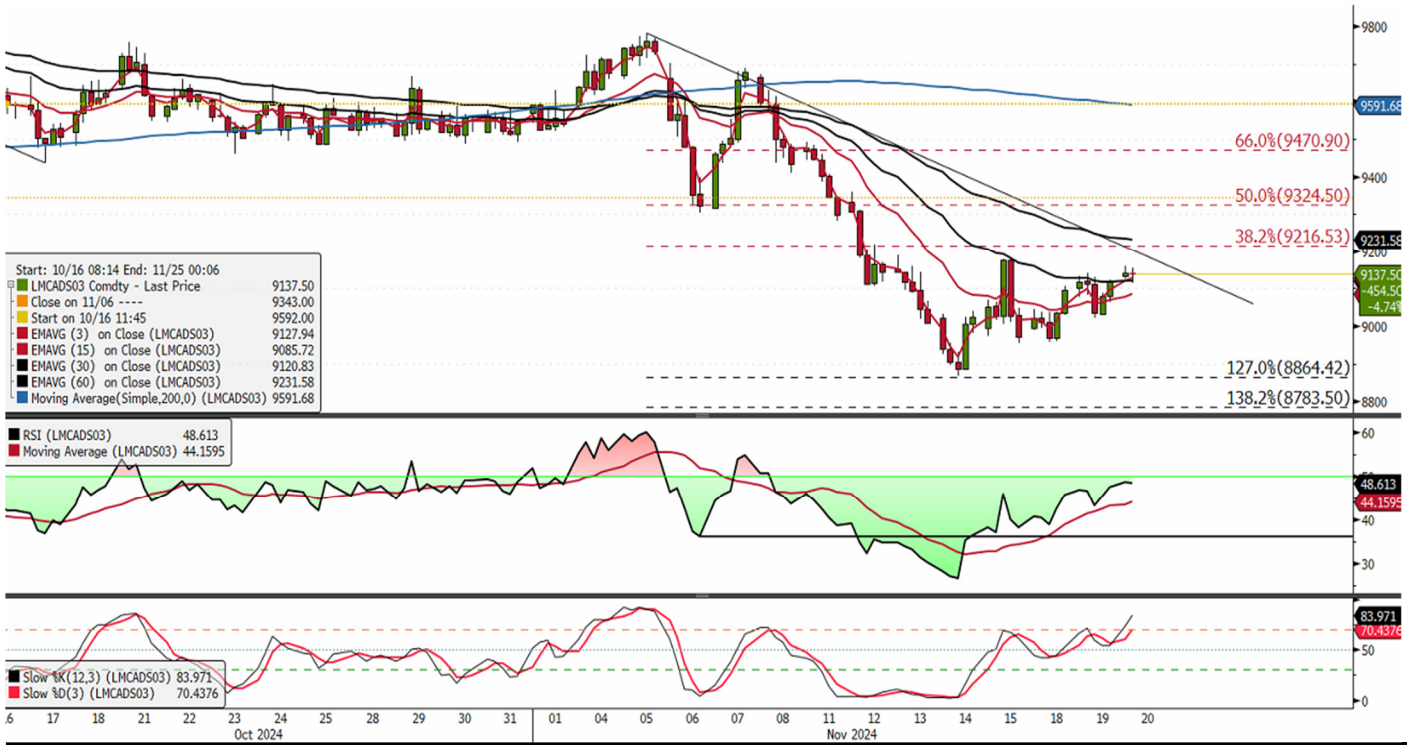 9800
9591.68
66.0%(9470.90)
9400
50.0%(9324.50)
38.2%(9216.53)
9231.58
9200
9137.50
-454.50
-4.74%
9000
127.0%(8864.42)
138.2%(8783.50)
8800
Start: 10/16 08:14 End: 11/25 00:06
LMCADS03 Comdty - Last Price 9137.50
Close on 11/06 ---- 9343.00
Start on 10/16 11:45 9592.00
EMAVG (3) on Close (LMCADS03) 9127.94
EMAVG (15) on Close (LMCADS03) 9085.72
EMAVG (30) on Close (LMCADS03) 9120.83
EMAVG (60) on Close (LMCADS03) 9231.58
Moving Average(Simple,200,0) (LMCADS03) 9591.68
RSI (LMCADS03) 48.613
Moving Average (LMCADS03) 44.1595
60
48.613
44.1595
40
30
83.971
70.4376
50
0
Slow %K(12,3) (LMCADS03) 83.971
Slow %D(3) (LMCADS03) 70.4376
17 18 21 22 23 24 25 28 29 30 31 01 04 05 06 07 08 11 12 13 14 15 18 19 20
Oct 2024 Nov 2024